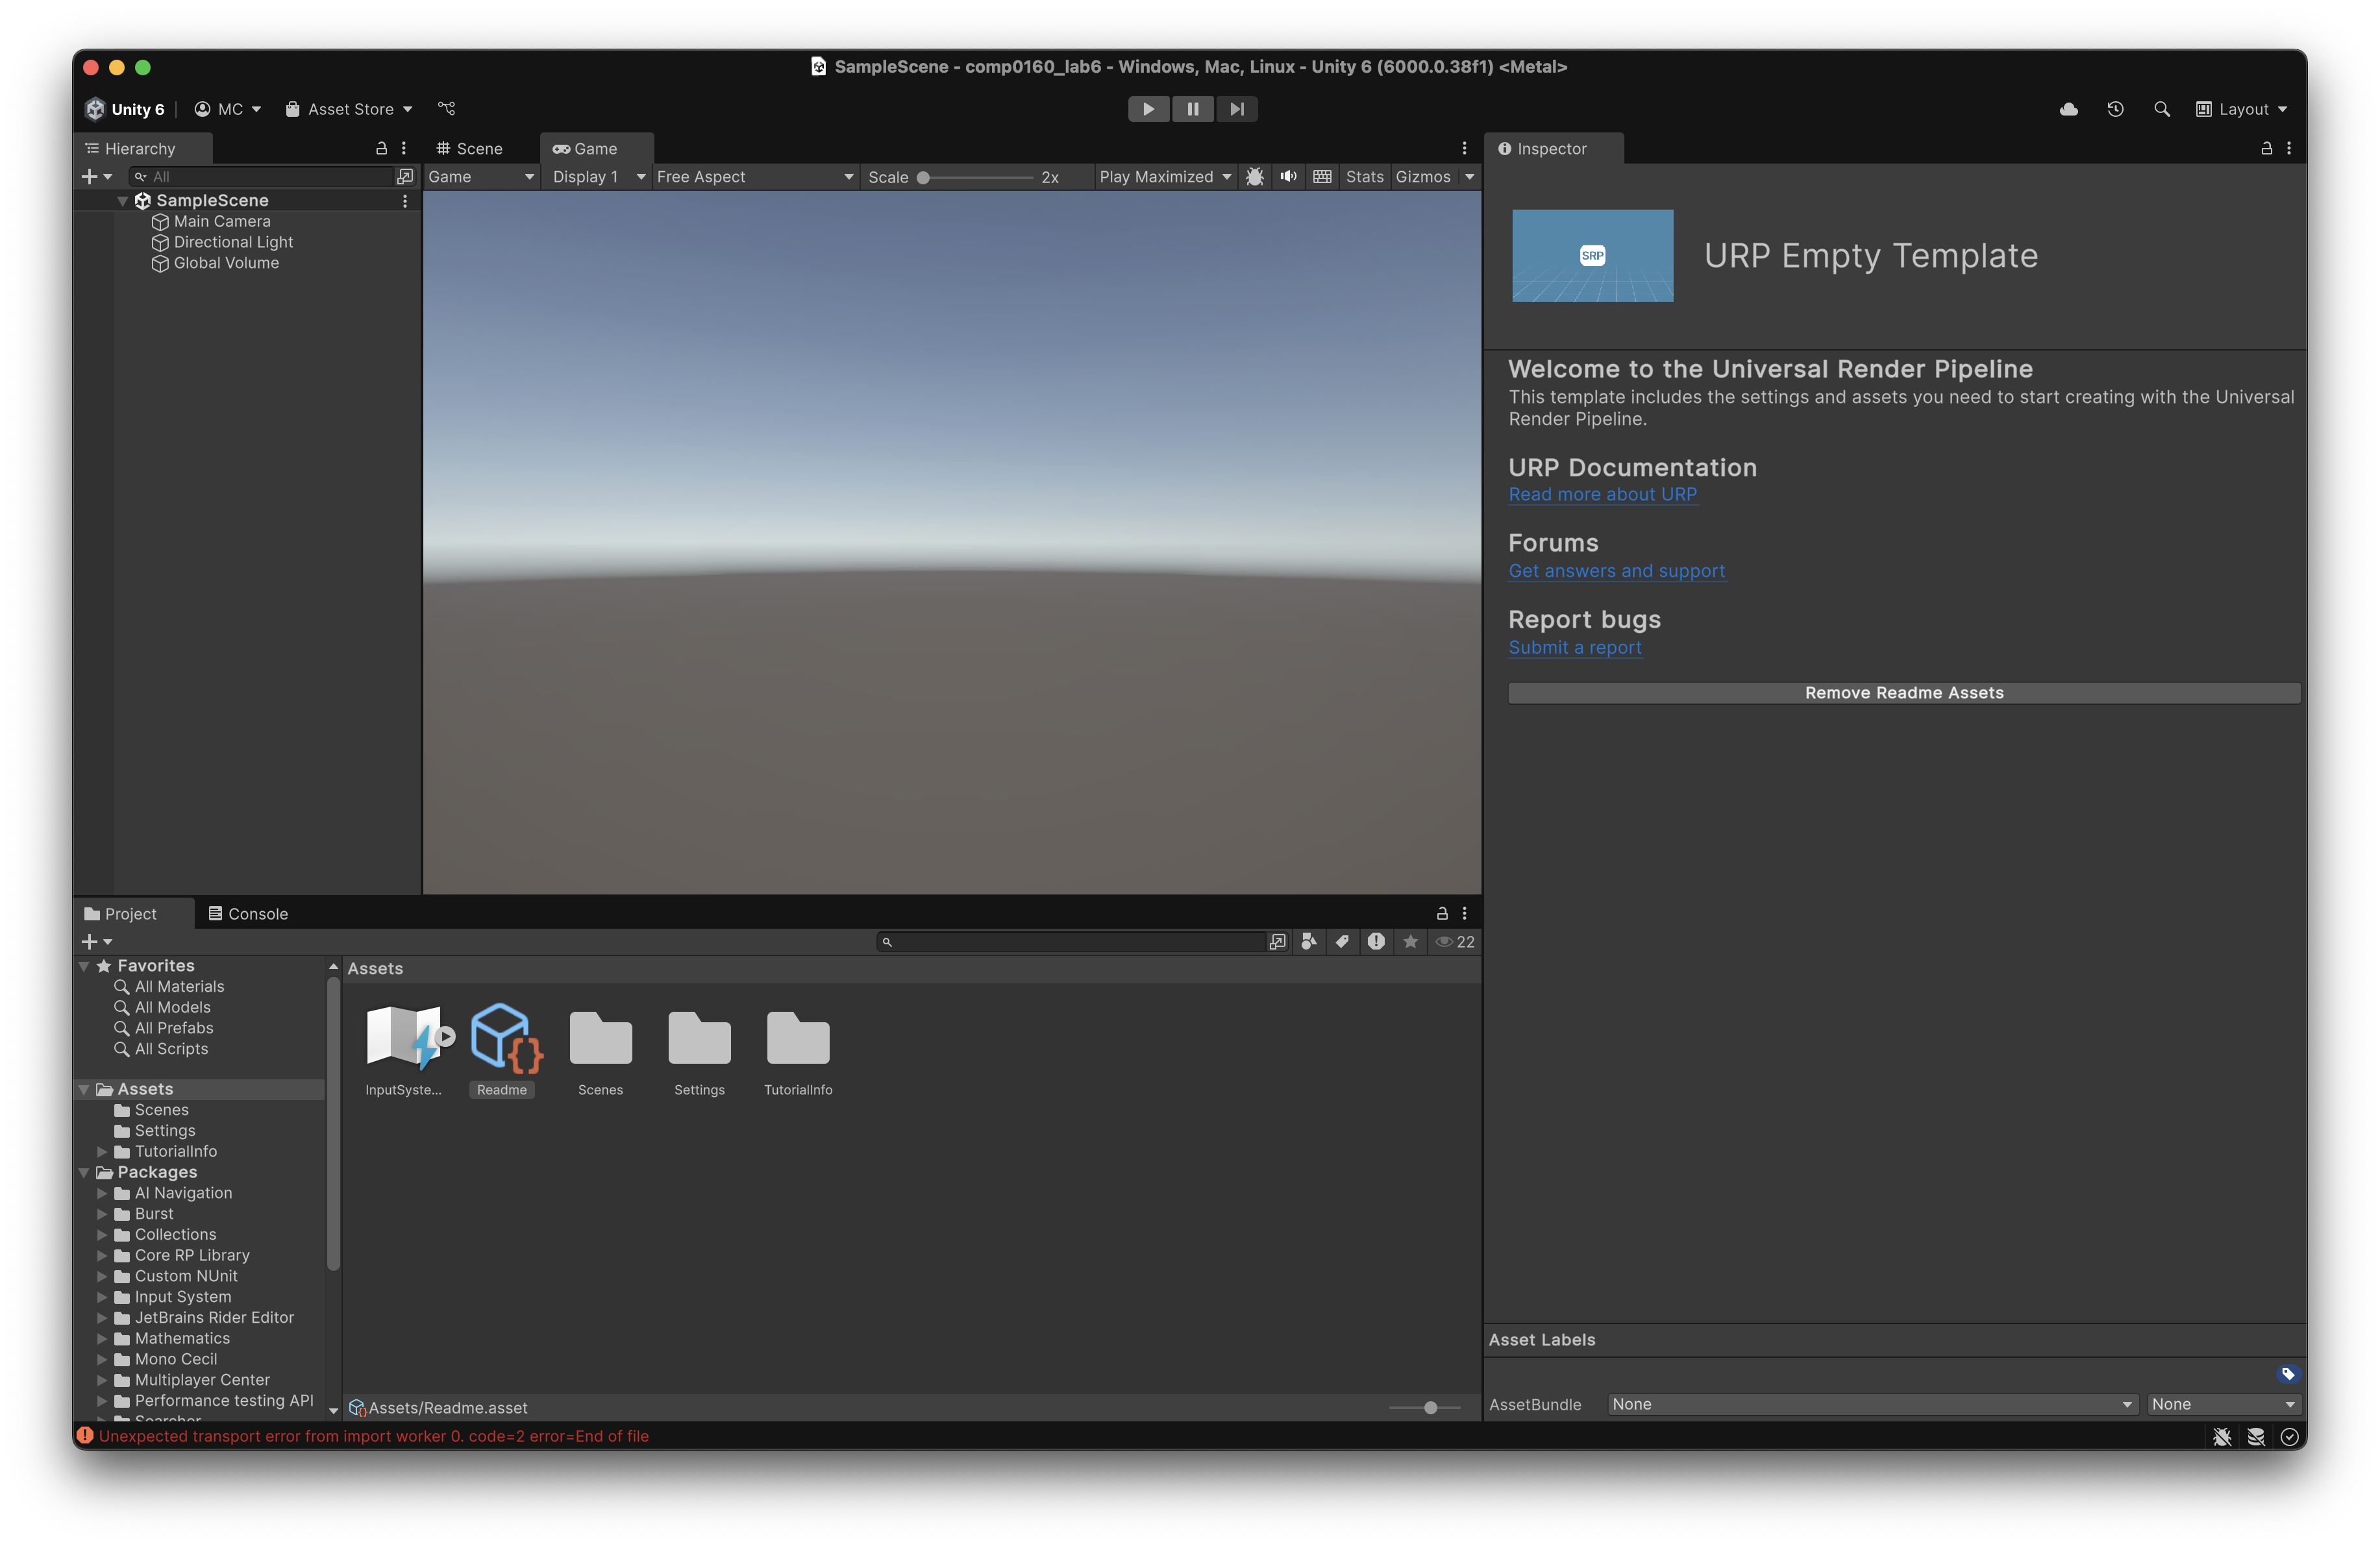 SampleScene - comp0160_lab6 - Windows, Mac, Linux - Unity 6 (6000.0.38f1) <Metal>
Unity 6
MC
Asset Store
Layout
Hierarchy
All
SampleScene
Main Camera
Directional Light
Global Volume
Scene
Game
Game
Display 1
Free Aspect
Scale
2x
Play Maximized
Stats
Gizmos
Inspector
SRP
URP Empty Template
Welcome to the Universal Render Pipeline
This template includes the settings and assets you need to start creating with the Universal
Render Pipeline.
URP Documentation
Read more about URP
Forums
Get answers and support
Report bugs
Submit a report
Remove Readme Assets
Project
Console
22
Favorites
All Materials
All Models
All Prefabs
All Scripts
Assets
Scenes
Settings
TutorialInfo
Packages
AI Navigation
Burst
Collections
Core RP Library
Custom NUnit
Input System
JetBrains Rider Editor
Mathematics
Mono Cecil
Multiplayer Center
Performance testing API
Searcher
Assets
InputSyste...
Readme
Scenes
Settings
TutorialInfo
Assets/Readme.asset
Asset Labels
AssetBundle
None
None
Unexpected transport error from import worker 0. code=2 error=End of file